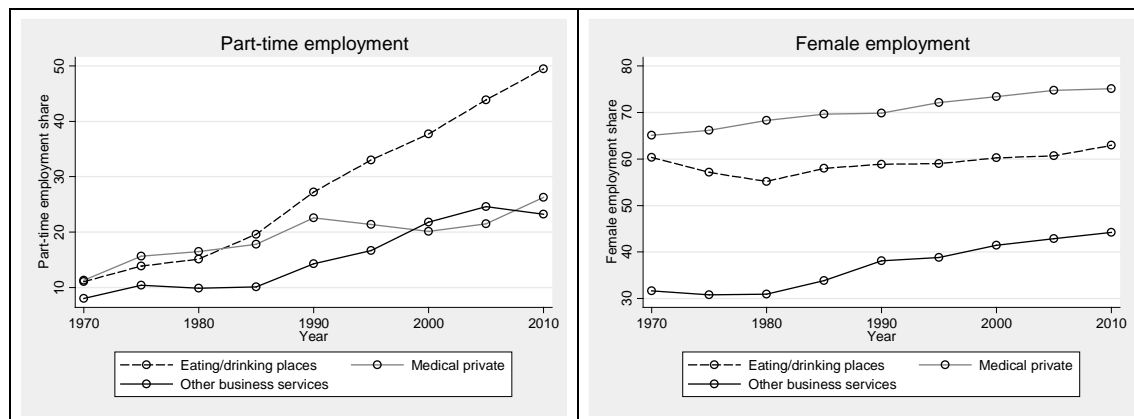 Part-time employment
Part-time employment share
50
40
30
20
10
1970
1980
1990
2000
2010
Year
Eating/drinking places
Medical private
Other business services
Female employment
Female employment share
80
70
60
50
40
30
1970
1980
1990
2000
2010
Year
Eating/drinking places
Medical private
Other business services